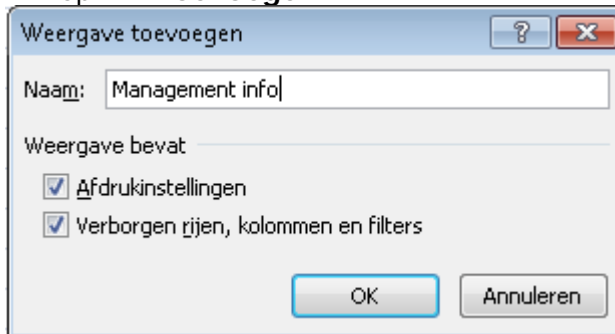 Weergave toevoegen
Naam: Management info
Weergave bevat
Afdrukinstellingen
Verborgen rijen, kolommen en filters
OK Annuleren